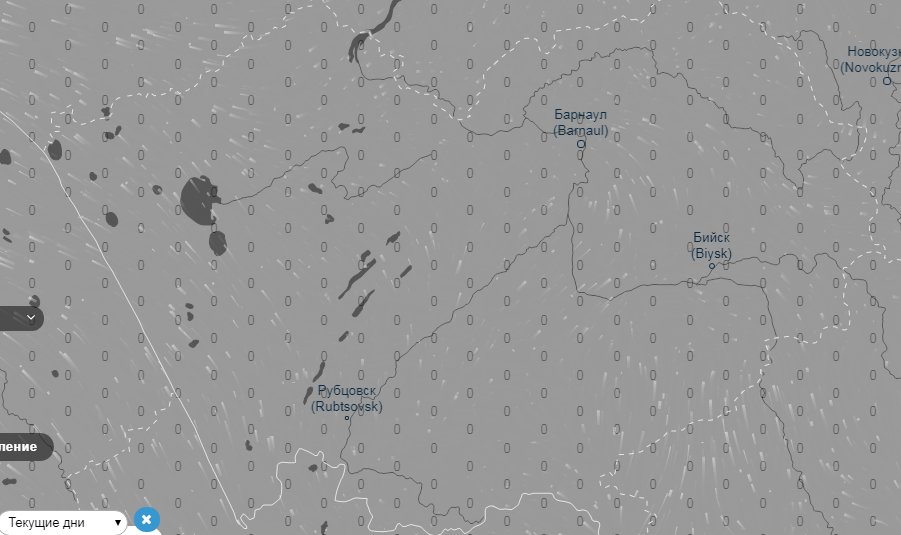 Новокузн
(Novokuzn
Барнаул
(Barnaul)
Бийск
(Biysk)
Рубцовск
(Rubtsovsk)
ление
Текущие дни